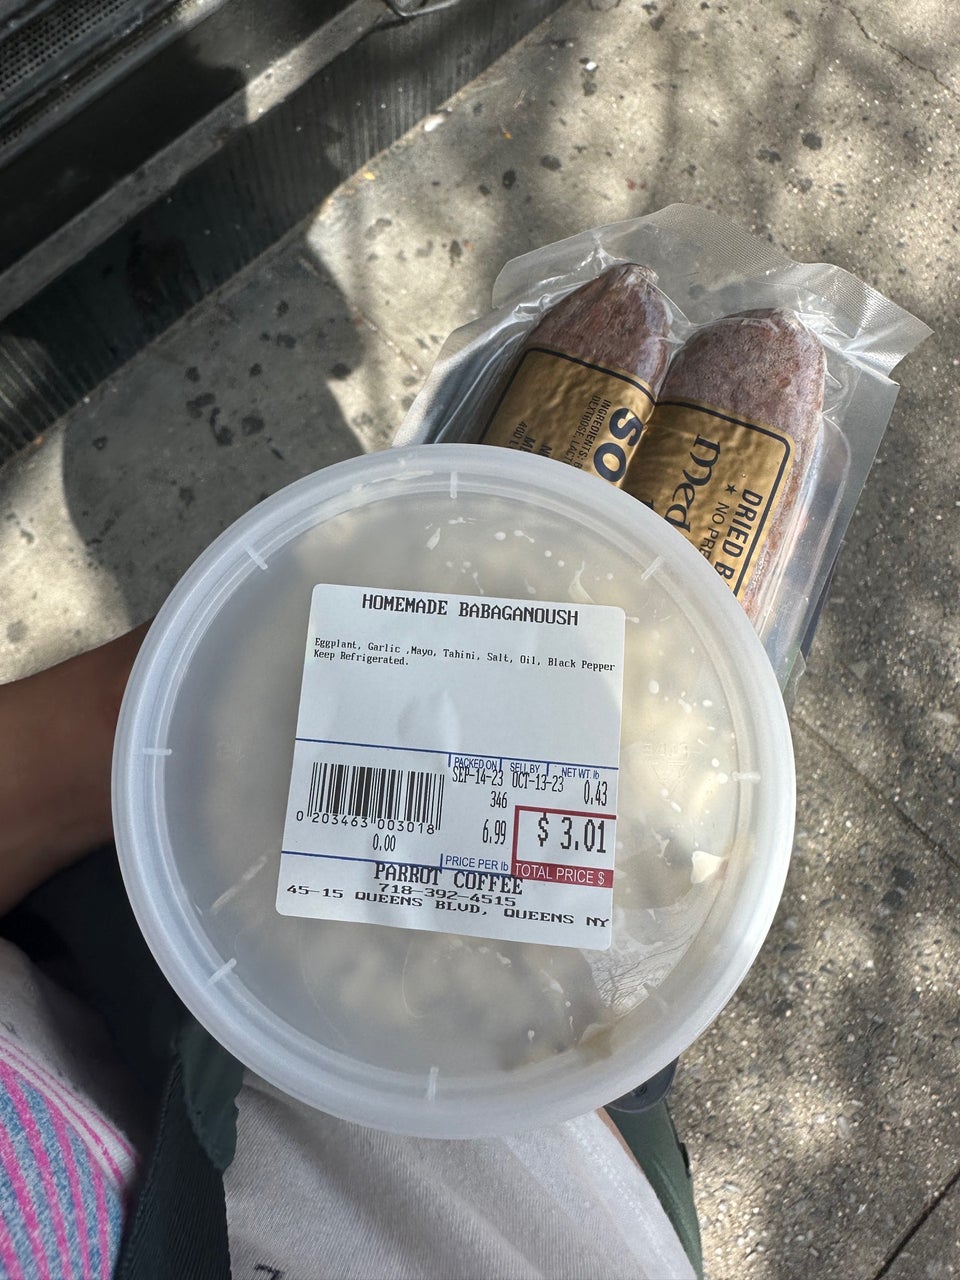 HOMEMADE BABAGANOUSH
Eggplant, Garlic ,Mayo, Tahini, Salt, Oil, Black Pepper
Keep Refrigerated.
PACKED ON SELL BY NET WT. lb
SEP-14-23 OCT-13-23 0.43
346
6.99 $ 3.01
PRICE PER lb TOTAL PRICE $
0 203463 003018
0.00
PARROT COFFEE
718-392-4515
45-15 QUEENS BLVD, QUEENS NY
INGREDIENTS: B
DEXTROSE, LACT
SO
Med
DRIED B
★ NO PRE